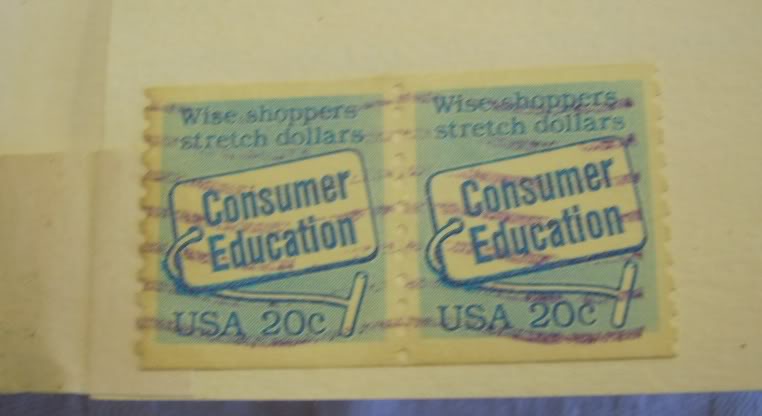 Wise shoppers
stretch dollars
Consumer
Education
USA 20c
Wise shoppers
stretch dollars
Consumer
Education
USA 20c